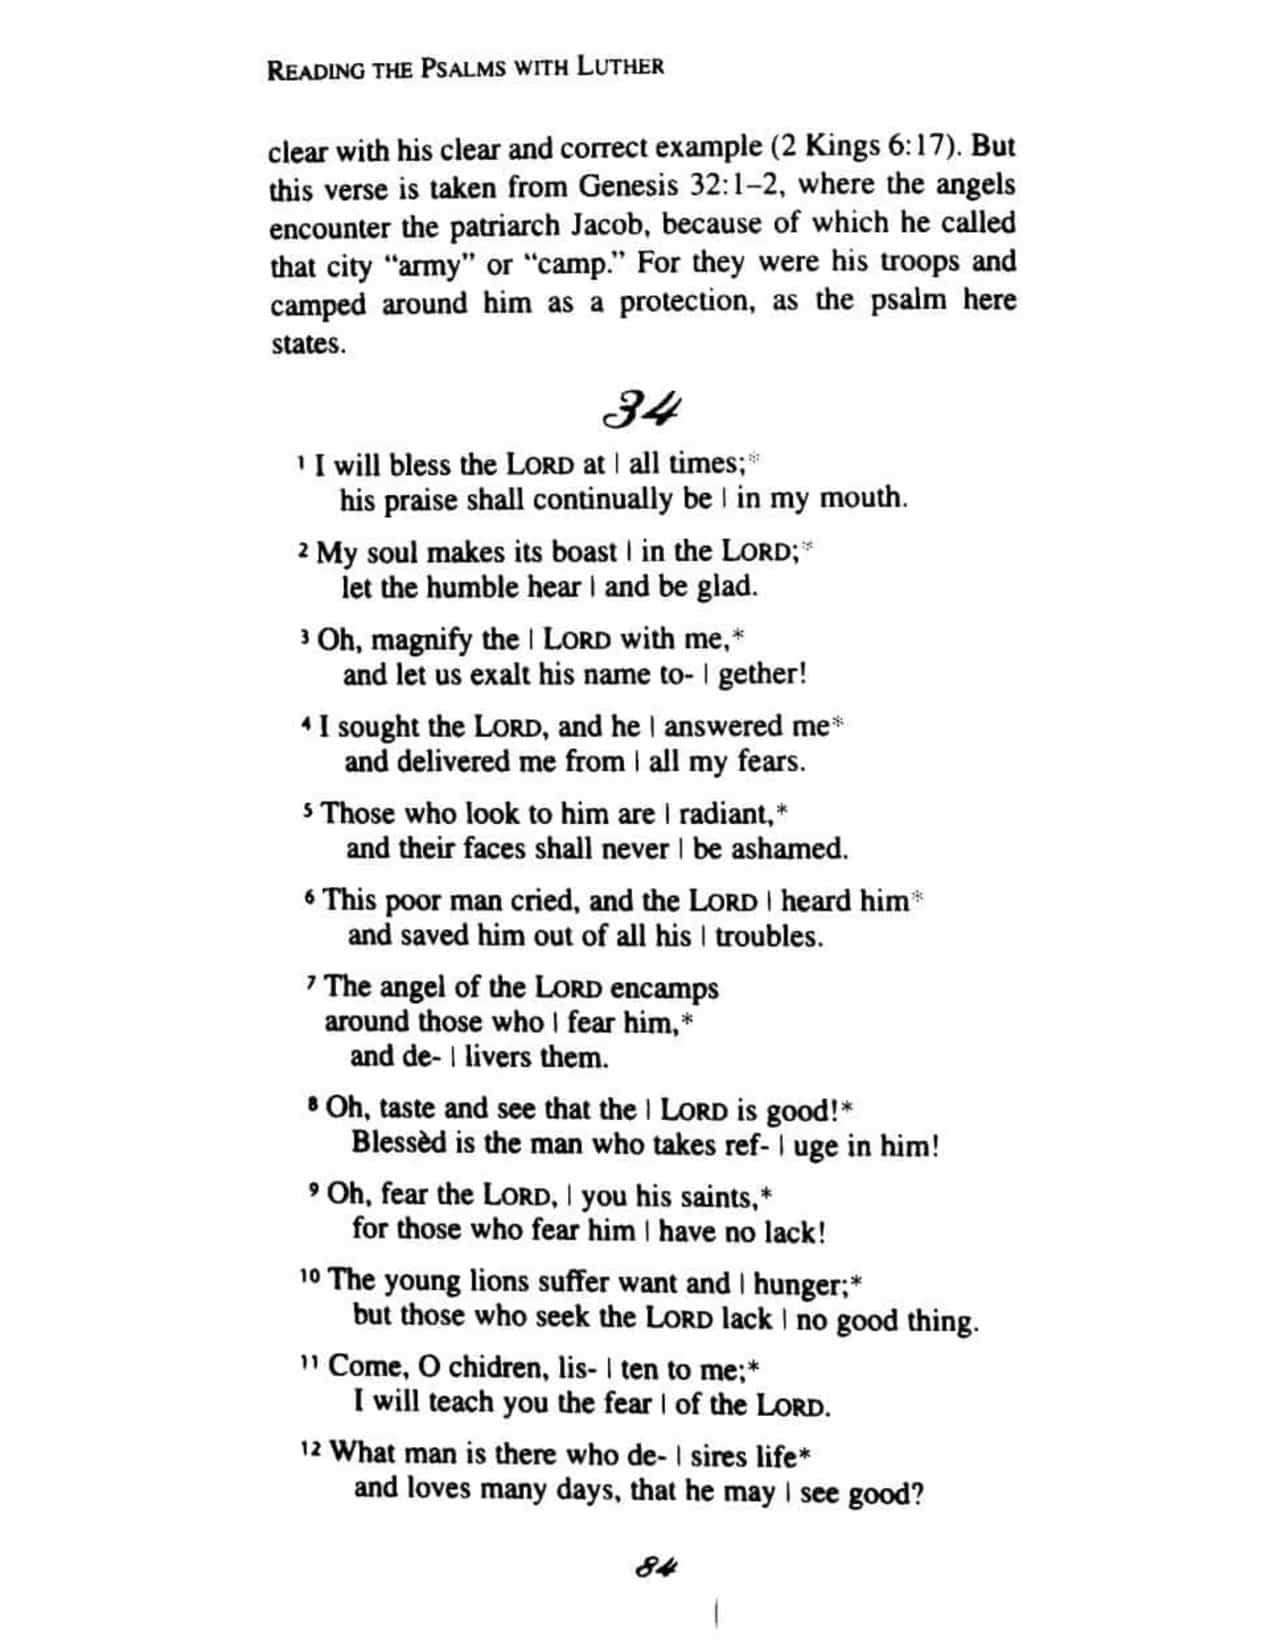 READING THE PSALMS WITH LUTHER
clear with his clear and correct example (2 Kings 6:17). But
this verse is taken from Genesis 32:1–2, where the angels
encounter the patriarch Jacob, because of which he called
that city “army” or “camp.” For they were his troops and
camped around him as a protection, as the psalm here
states.
34
1 I will bless the LORD at | all times;*
his praise shall continually be | in my mouth.
2 My soul makes its boast | in the LORD;*
let the humble hear | and be glad.
3 Oh, magnify the | LORD with me,*
and let us exalt his name to- | gether!
4 I sought the LORD, and he | answered me*
and delivered me from | all my fears.
5 Those who look to him are | radiant,*
and their faces shall never | be ashamed.
6 This poor man cried, and the LORD | heard him*
and saved him out of all his | troubles.
7 The angel of the LORD encamps
around those who | fear him,*
and de- | livers them.
8 Oh, taste and see that the | LORD is good!*
Blessèd is the man who takes ref- | uge in him!
9 Oh, fear the LORD, | you his saints,*
for those who fear him | have no lack!
10 The young lions suffer want and | hunger;*
but those who seek the LORD lack | no good thing.
11 Come, O chidren, lis- | ten to me;*
I will teach you the fear | of the LORD.
12 What man is there who de- | sires life*
and loves many days, that he may | see good?
84